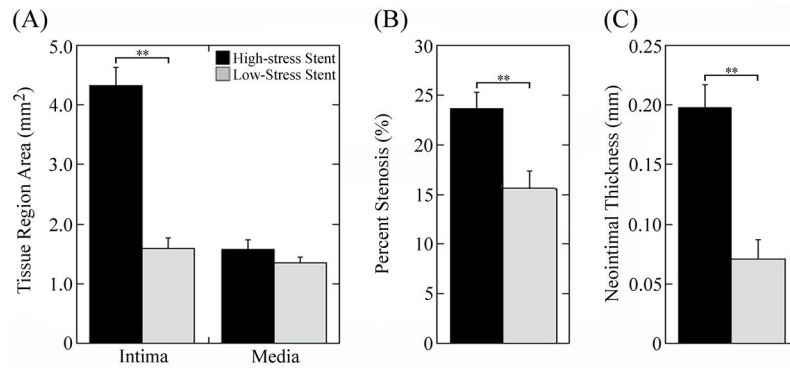 (A)
Tissue Region Area (mm²)
5.0
4.0
3.0
2.0
1.0
0
**
High-stress Stent
Low-Stress Stent
Intima
Media
(B)
Percent Stenosis (%)
30
25
20
15
10
5
0
**
(C)
Neointimal Thickness (mm)
0.25
0.20
0.15
0.10
0.05
0
**